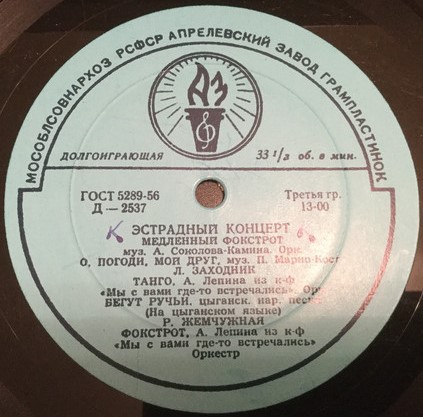 МОСОБЛСОВНАРХОЗ РСФСР АПРЕЛЕВСКИЙ ЗАВОД ГРАМПЛАСТИНОК
АЗ
ДОЛГОИГРАЮЩАЯ 33 1/3 об. в мин.
ГОСТ 5289-56 Третья гр.
Д—2537 13-00
ЭСТРАДНЫЙ КОНЦЕРТ
МЕДЛЕННЫЙ ФОКСТРОТ
муз. А. Соколова-Камина. Орк.
О, ПОГОДИ, МОЙ ДРУГ, муз. П. Марио-Кост
Л. ЗАХОДНИК
ТАНГО, А. Лепина из к-ф
«Мы с вами где-то встречались».
БЕГУТ РУЧЬИ, цыганск. нар. песня
(На цыганском языке)
Р. ЖЕМЧУЖНАЯ
ФОКСТРОТ, А. Лепина из к-ф
«Мы с вами где-то встречались»
Оркестр